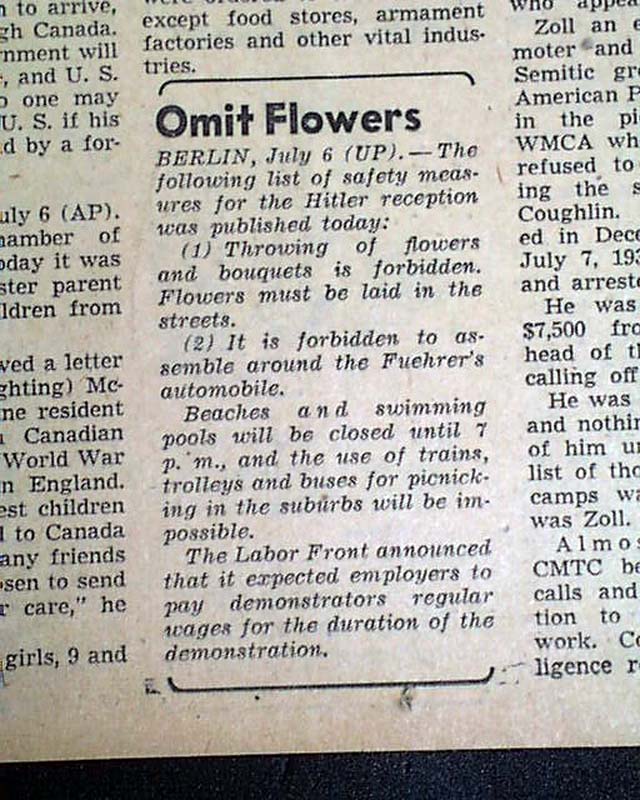 n to arrive,
gh Canada.
rnment will
, and U. S.
o one may
U. S. if his
d by a for-
uly 6 (AP).
hamber of
oday it was
ster parent
ldren from
ved a letter
ghting) Mc-
ne resident
Canadian
World War
n England.
est children
l to Canada
any friends
sen to send
r care," he
girls, 9 and
except food stores, armament
factories and other vital indus-
tries.
Omit Flowers
BERLIN, July 6 (UP).—The
following list of safety meas-
ures for the Hitler reception
was published today:
(1) Throwing of flowers
and bouquets is forbidden.
Flowers must be laid in the
streets.
(2) It is forbidden to as-
semble around the Fuehrer's
automobile.
Beaches and swimming
pools will be closed until 7
p. m., and the use of trains,
trolleys and buses for picnick-
ing in the suburbs will be im-
possible.
The Labor Front announced
that it expected employers to
pay demonstrators regular
wages for the duration of the
demonstration.
who appea
Zoll an e
moter and
Semitic gr
American P
in the pi
WMCA wh
refused to
ing the s
Coughlin.
ed in Dece
July 7, 193
and arreste
He was
$7,500 fro
head of th
calling off
He was
and nothin
of him un
list of the
camps wa
was Zoll.
Almos
CMTC be
calls and
tion to
work. Co
ligence r